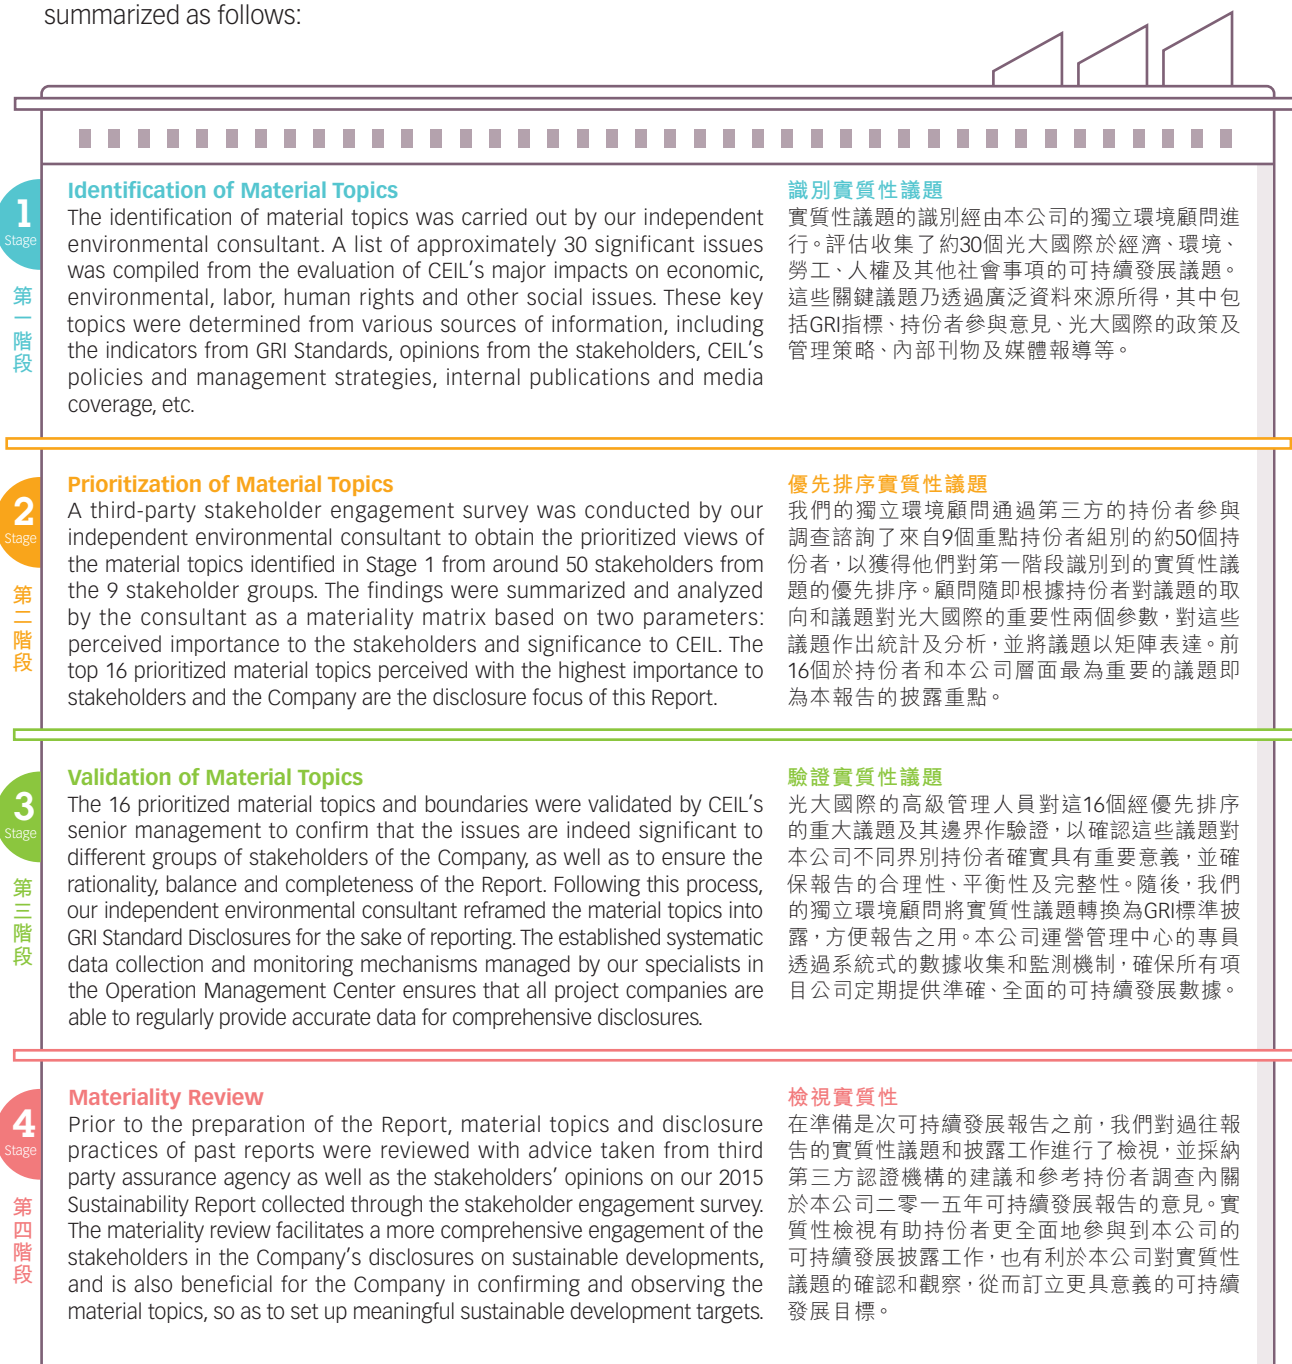 summarized as follows:
1
Stage
第一階段
Identification of Material Topics
The identification of material topics was carried out by our independent
environmental consultant. A list of approximately 30 significant issues
was compiled from the evaluation of CEIL's major impacts on economic,
environmental, labor, human rights and other social issues. These key
topics were determined from various sources of information, including
the indicators from GRI Standards, opinions from the stakeholders, CEIL's
policies and management strategies, internal publications and media
coverage, etc.
識別實質性議題
實質性議題的識別經由本公司的獨立環境顧問進
行。評估收集了約30個光大國際於經濟、環境、
勞工、人權及其他社會事項的可持續發展議題。
這些關鍵議題乃透過廣泛資料來源所得，其中包
括GRI指標、持份者參與意見、光大國際的政策及
管理策略、內部刊物及媒體報導等。
2
Stage
第二階段
Prioritization of Material Topics
A third-party stakeholder engagement survey was conducted by our
independent environmental consultant to obtain the prioritized views of
the material topics identified in Stage 1 from around 50 stakeholders from
the 9 stakeholder groups. The findings were summarized and analyzed
by the consultant as a materiality matrix based on two parameters:
perceived importance to the stakeholders and significance to CEIL. The
top 16 prioritized material topics perceived with the highest importance to
stakeholders and the Company are the disclosure focus of this Report.
優先排序實質性議題
我們的獨立環境顧問通過第三方的持份者參與
調查諮詢了來自9個重點持份者組別的約50個持
份者，以獲得他們對第一階段識別到的實質性議
題的優先排序。顧問隨即根據持份者對議題的取
向和議題對光大國際的重要性兩個參數，對這些
議題作出統計及分析，並將議題以矩陣表達。前
16個於持份者和本公司層面最為重要的議題即
為本報告的披露重點。
3
Stage
第三階段
Validation of Material Topics
The 16 prioritized material topics and boundaries were validated by CEIL's
senior management to confirm that the issues are indeed significant to
different groups of stakeholders of the Company, as well as to ensure the
rationality, balance and completeness of the Report. Following this process,
our independent environmental consultant reframed the material topics into
GRI Standard Disclosures for the sake of reporting. The established systematic
data collection and monitoring mechanisms managed by our specialists in
the Operation Management Center ensures that all project companies are
able to regularly provide accurate data for comprehensive disclosures.
驗證實質性議題
光大國際的高級管理人員對這16個經優先排序
的重大議題及其邊界作驗證，以確認這些議題對
本公司不同界別持份者確實具有重要意義，並確
保報告的合理性、平衡性及完整性。隨後，我們
的獨立環境顧問將實質性議題轉換為GRI標準披
露，方便報告之用。本公司運營管理中心的專員
透過系統式的數據收集和監測機制，確保所有項
目公司定期提供準確、全面的可持續發展數據。
4
Stage
第四階段
Materiality Review
Prior to the preparation of the Report, material topics and disclosure
practices of past reports were reviewed with advice taken from third
party assurance agency as well as the stakeholders' opinions on our 2015
Sustainability Report collected through the stakeholder engagement survey.
The materiality review facilitates a more comprehensive engagement of the
stakeholders in the Company's disclosures on sustainable developments,
and is also beneficial for the Company in confirming and observing the
material topics, so as to set up meaningful sustainable development targets.
檢視實質性
在準備是次可持續發展報告之前，我們對過往報
告的實質性議題和披露工作進行了檢視，並採納
第三方認證機構的建議和參考持份者調查內關
於本公司二零一五年可持續發展報告的意見。實
質性檢視有助持份者更全面地參與到本公司的
可持續發展披露工作，也有利於本公司對實質性
議題的確認和觀察，從而訂立更具意義的可持續
發展目標。